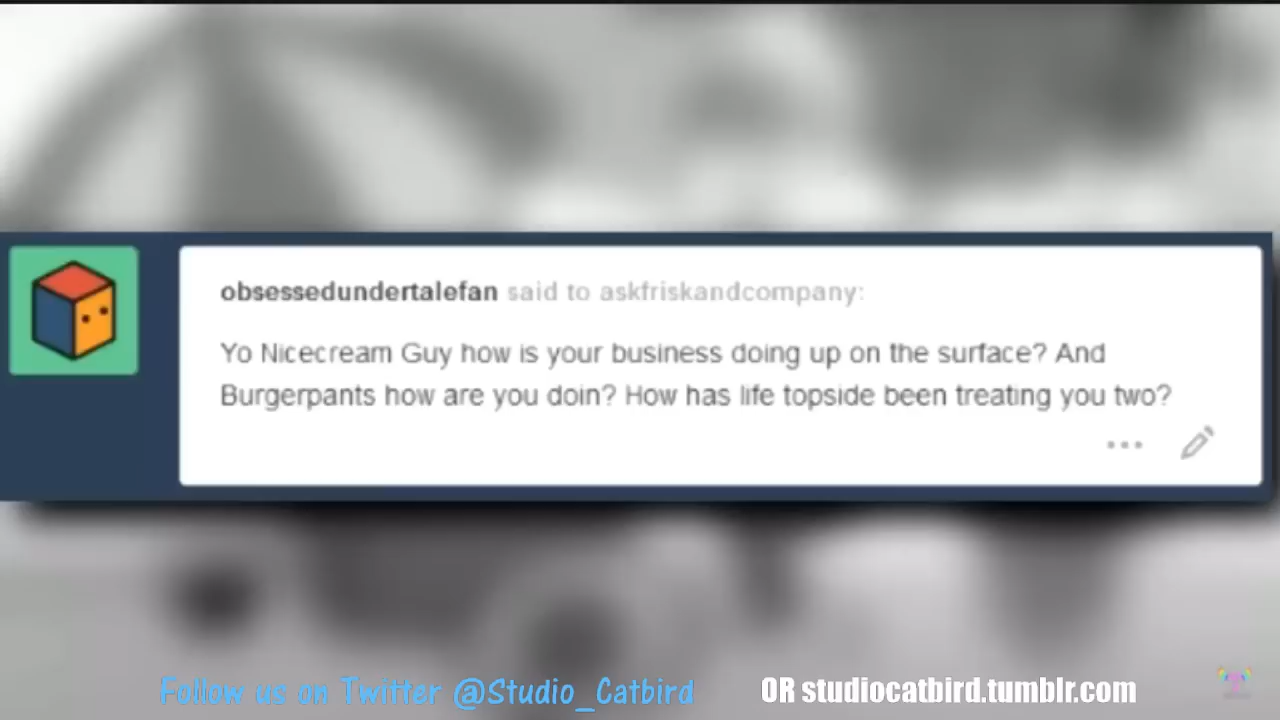 obsessedundertalefan said to askfriskandcompany:
Yo Nicecream Guy how is your business doing up on the surface? And
Burgerpants how are you doin? How has life topside been treating you two?
Follow us on Twitter @Studio_Catbird OR studiocatbird.tumblr.com